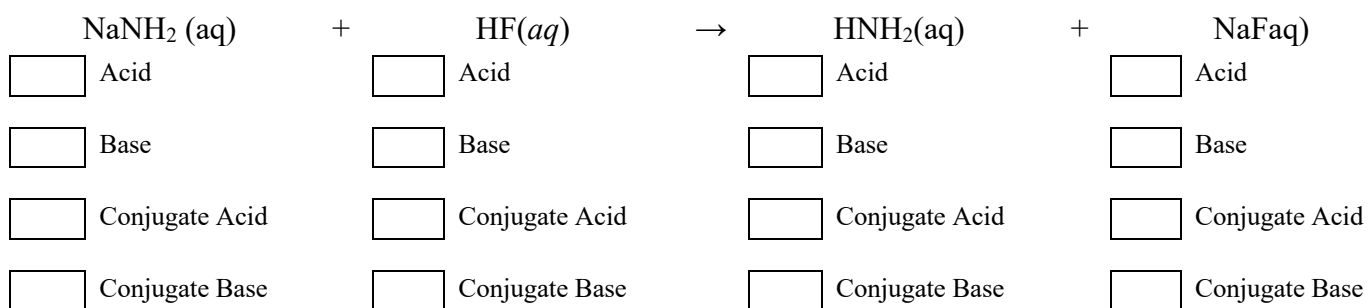 NaNH₂ (aq) + HF(aq) → HNH₂(aq) + NaFaq)
Acid Acid Acid Acid
Base Base Base Base
Conjugate Acid Conjugate Acid Conjugate Acid Conjugate Acid
Conjugate Base Conjugate Base Conjugate Base Conjugate Base